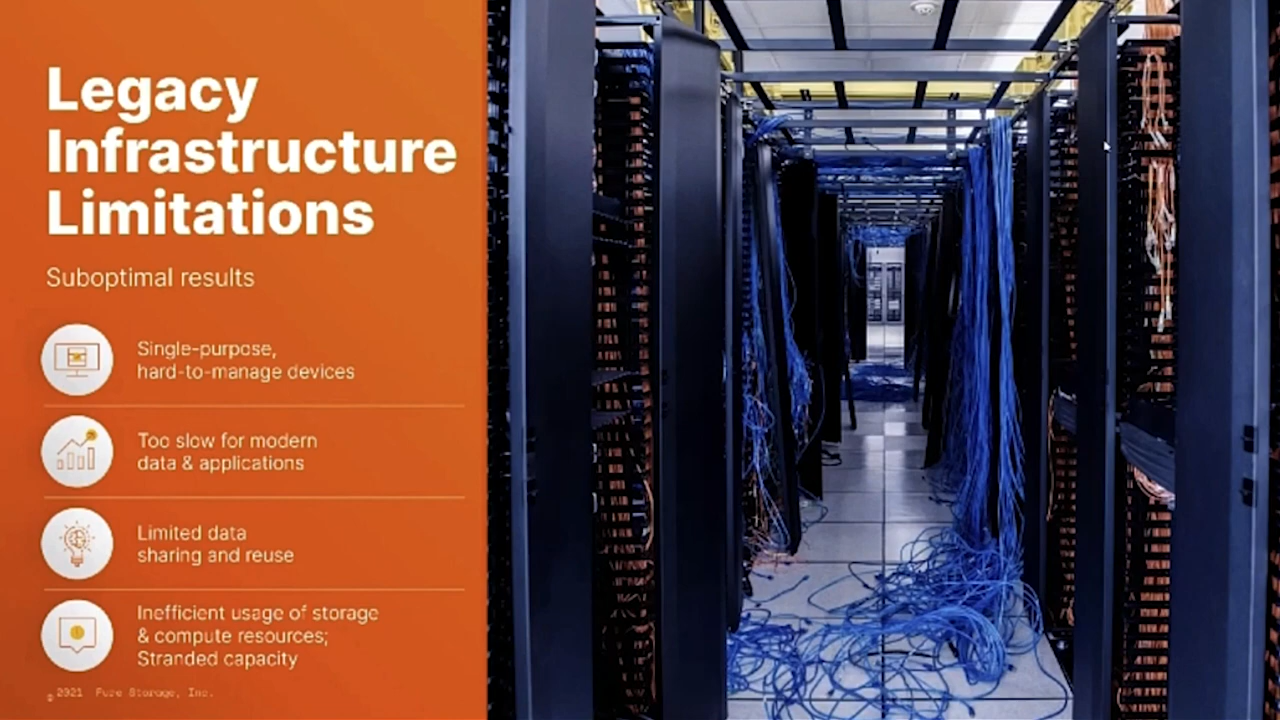 Legacy
Infrastructure
Limitations
Suboptimal results
Single-purpose,
hard-to-manage devices
Too slow for modern
data & applications
Limited data
sharing and reuse
Inefficient usage of storage
& compute resources;
Stranded capacity
© 2021 Pure Storage, Inc.